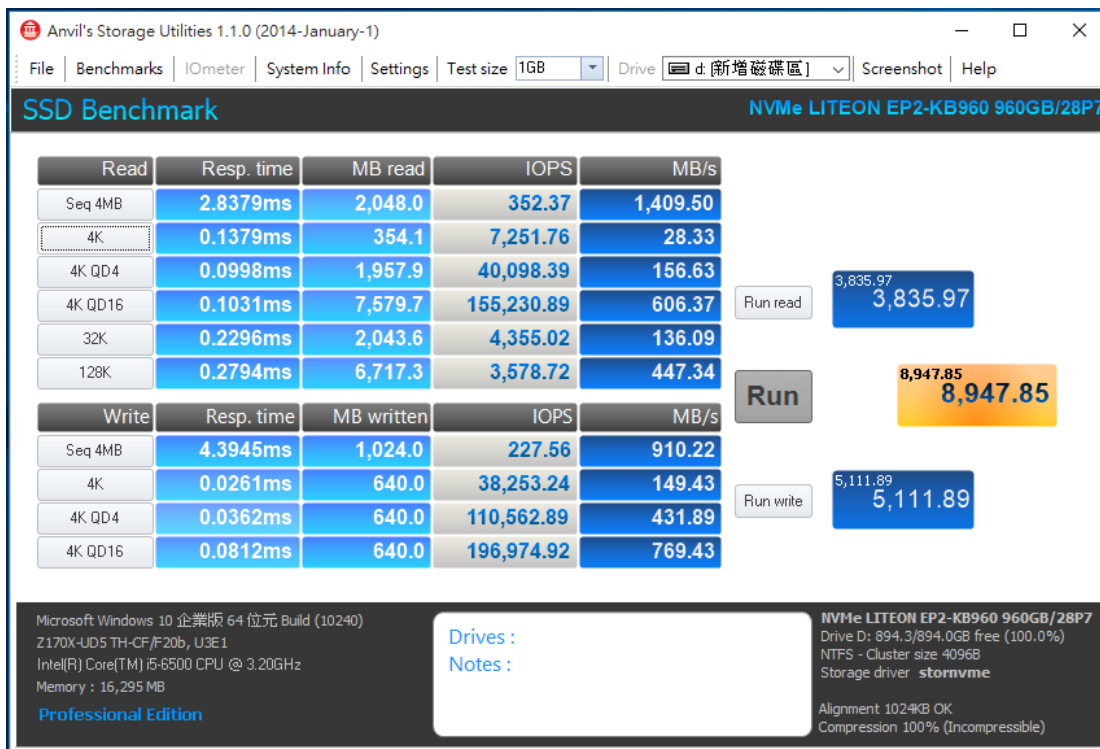 Anvil's Storage Utilities 1.1.0 (2014-January-1)
File Benchmarks IOmeter System Info Settings Test size 1GB Drive d: [新增磁碟區] Screenshot Help
SSD Benchmark NVMe LITEON EP2-KB960 960GB/28P7
Read Resp. time MB read IOPS MB/s
Seq 4MB 2.8379ms 2,048.0 352.37 1,409.50
4K 0.1379ms 354.1 7,251.76 28.33
4K QD4 0.0998ms 1,957.9 40,098.39 156.63
4K QD16 0.1031ms 7,579.7 155,230.89 606.37
32K 0.2296ms 2,043.6 4,355.02 136.09
128K 0.2794ms 6,717.3 3,578.72 447.34
Run read 3,835.97 3,835.97
Run 8,947.85 8,947.85
Write Resp. time MB written IOPS MB/s
Seq 4MB 4.3945ms 1,024.0 227.56 910.22
4K 0.0261ms 640.0 38,253.24 149.43
4K QD4 0.0362ms 640.0 110,562.89 431.89
4K QD16 0.0812ms 640.0 196,974.92 769.43
Run write 5,111.89 5,111.89
Microsoft Windows 10 企業版 64 位元 Build (10240)
Z170X-UD5 TH-CF/F20b, U3E1
Intel(R) Core(TM) i5-6500 CPU @ 3.20GHz
Memory : 16,295 MB
Professional Edition
Drives :
Notes :
NVMe LITEON EP2-KB960 960GB/28P7
Drive D: 894.3/894.0GB free (100.0%)
NTFS - Cluster size 4096B
Storage driver stornvme
Alignment 1024KB OK
Compression 100% (Incompressible)